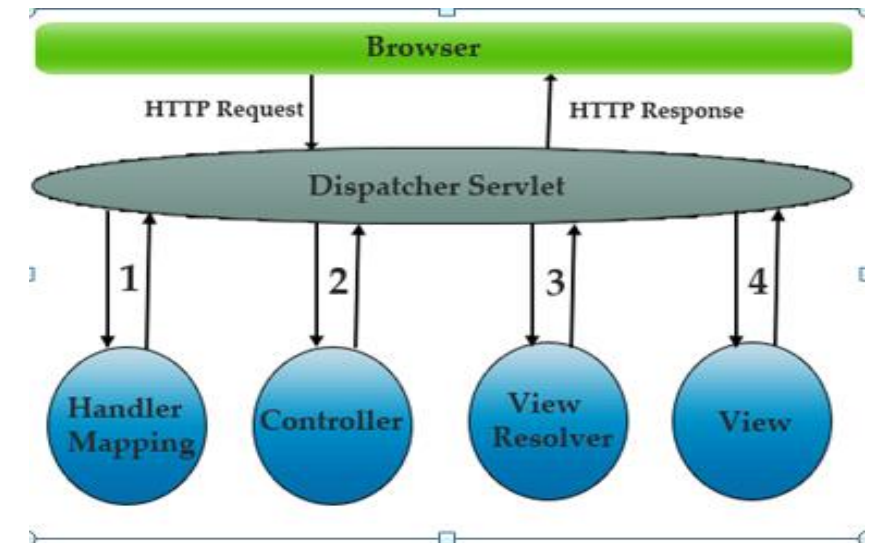 Browser
HTTP Request
HTTP Response
Dispatcher Servlet
1
2
3
4
Handler
Mapping
Controller
View
Resolver
View